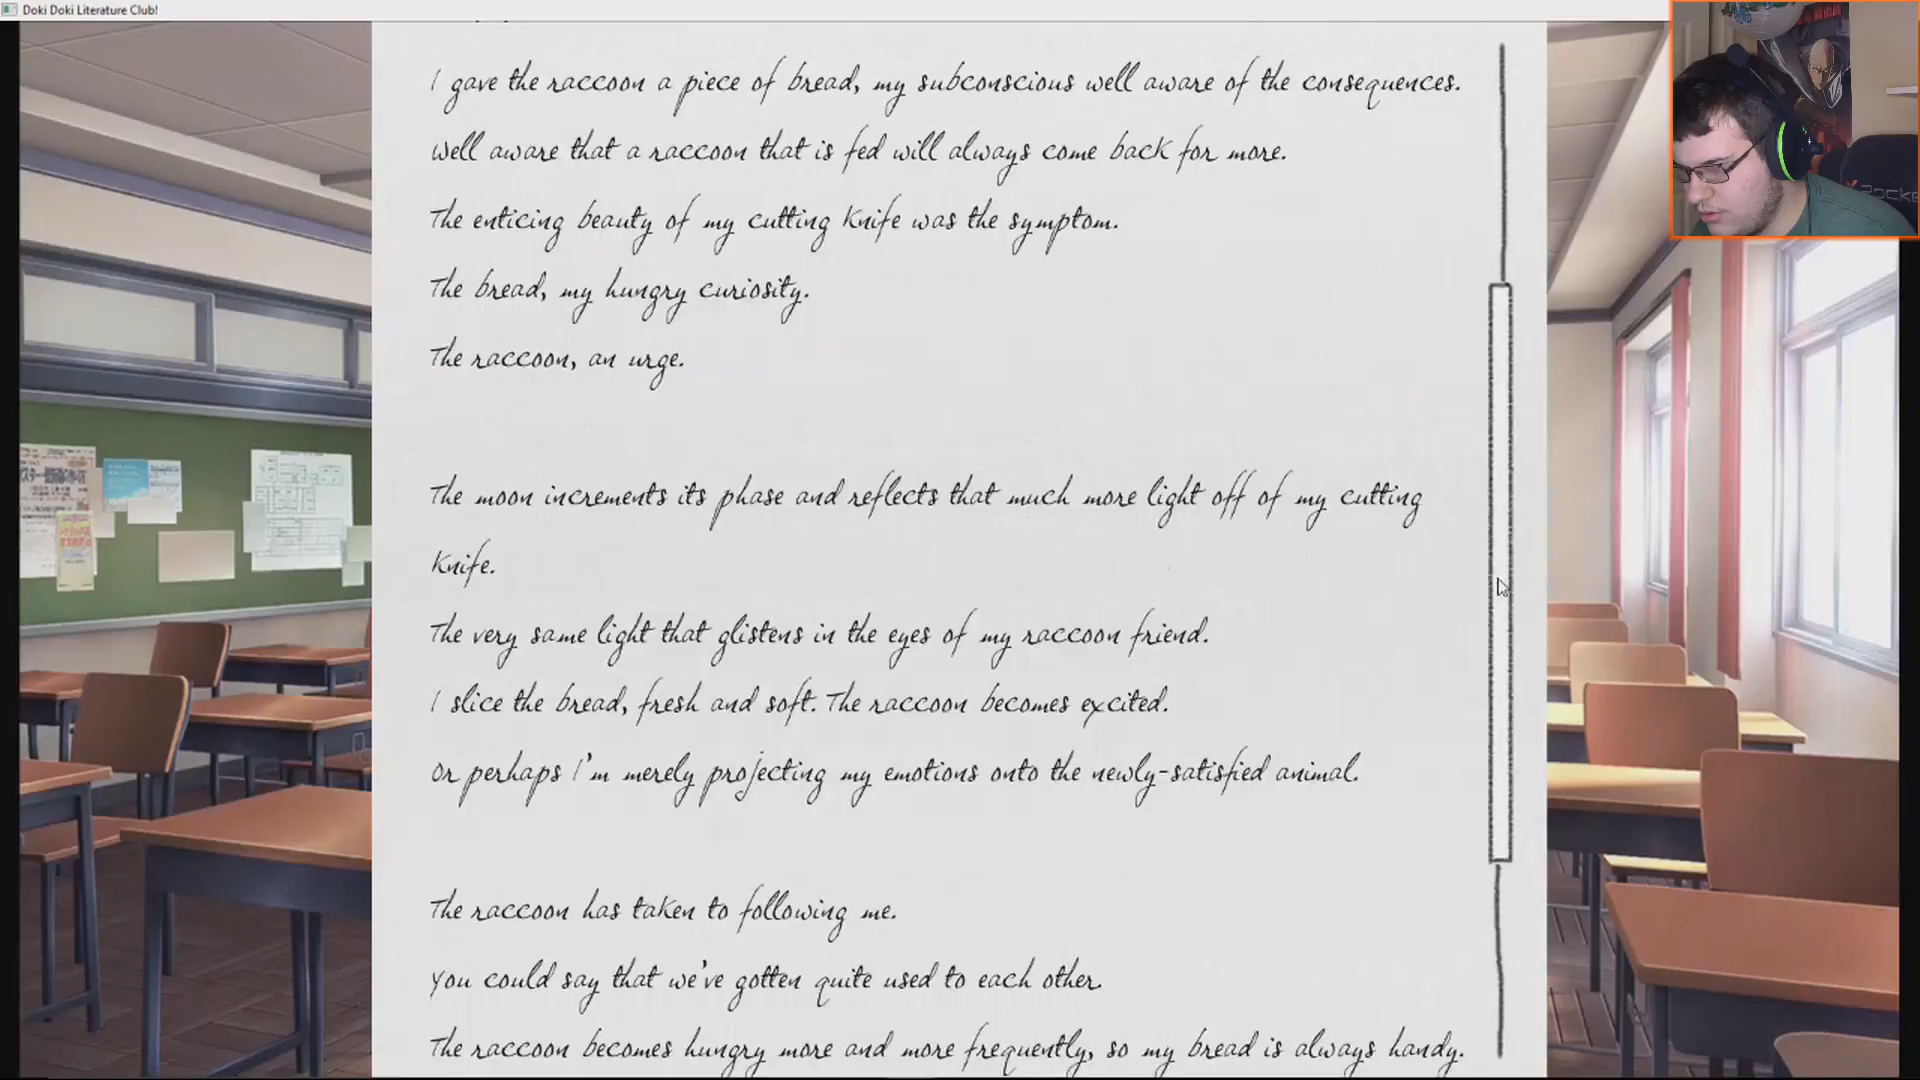 Doki Doki Literature Club!
I gave the raccoon a piece of bread, my subconscious well aware of the consequences.
Well aware that a raccoon that is fed will always come back for more.
The enticing beauty of my cutting knife was the symptom.
The bread, my hungry curiosity.
The raccoon, an urge.
The moon increments its phase and reflects that much more light off of my cutting
knife.
The very same light that glistens in the eyes of my raccoon friend.
I slice the bread, fresh and soft. The raccoon becomes excited.
Or perhaps I'm merely projecting my emotions onto the newly-satisfied animal.
The raccoon has taken to following me.
You could say that we've gotten quite used to each other.
The raccoon becomes hungry more and more frequently, so my bread is always handy.